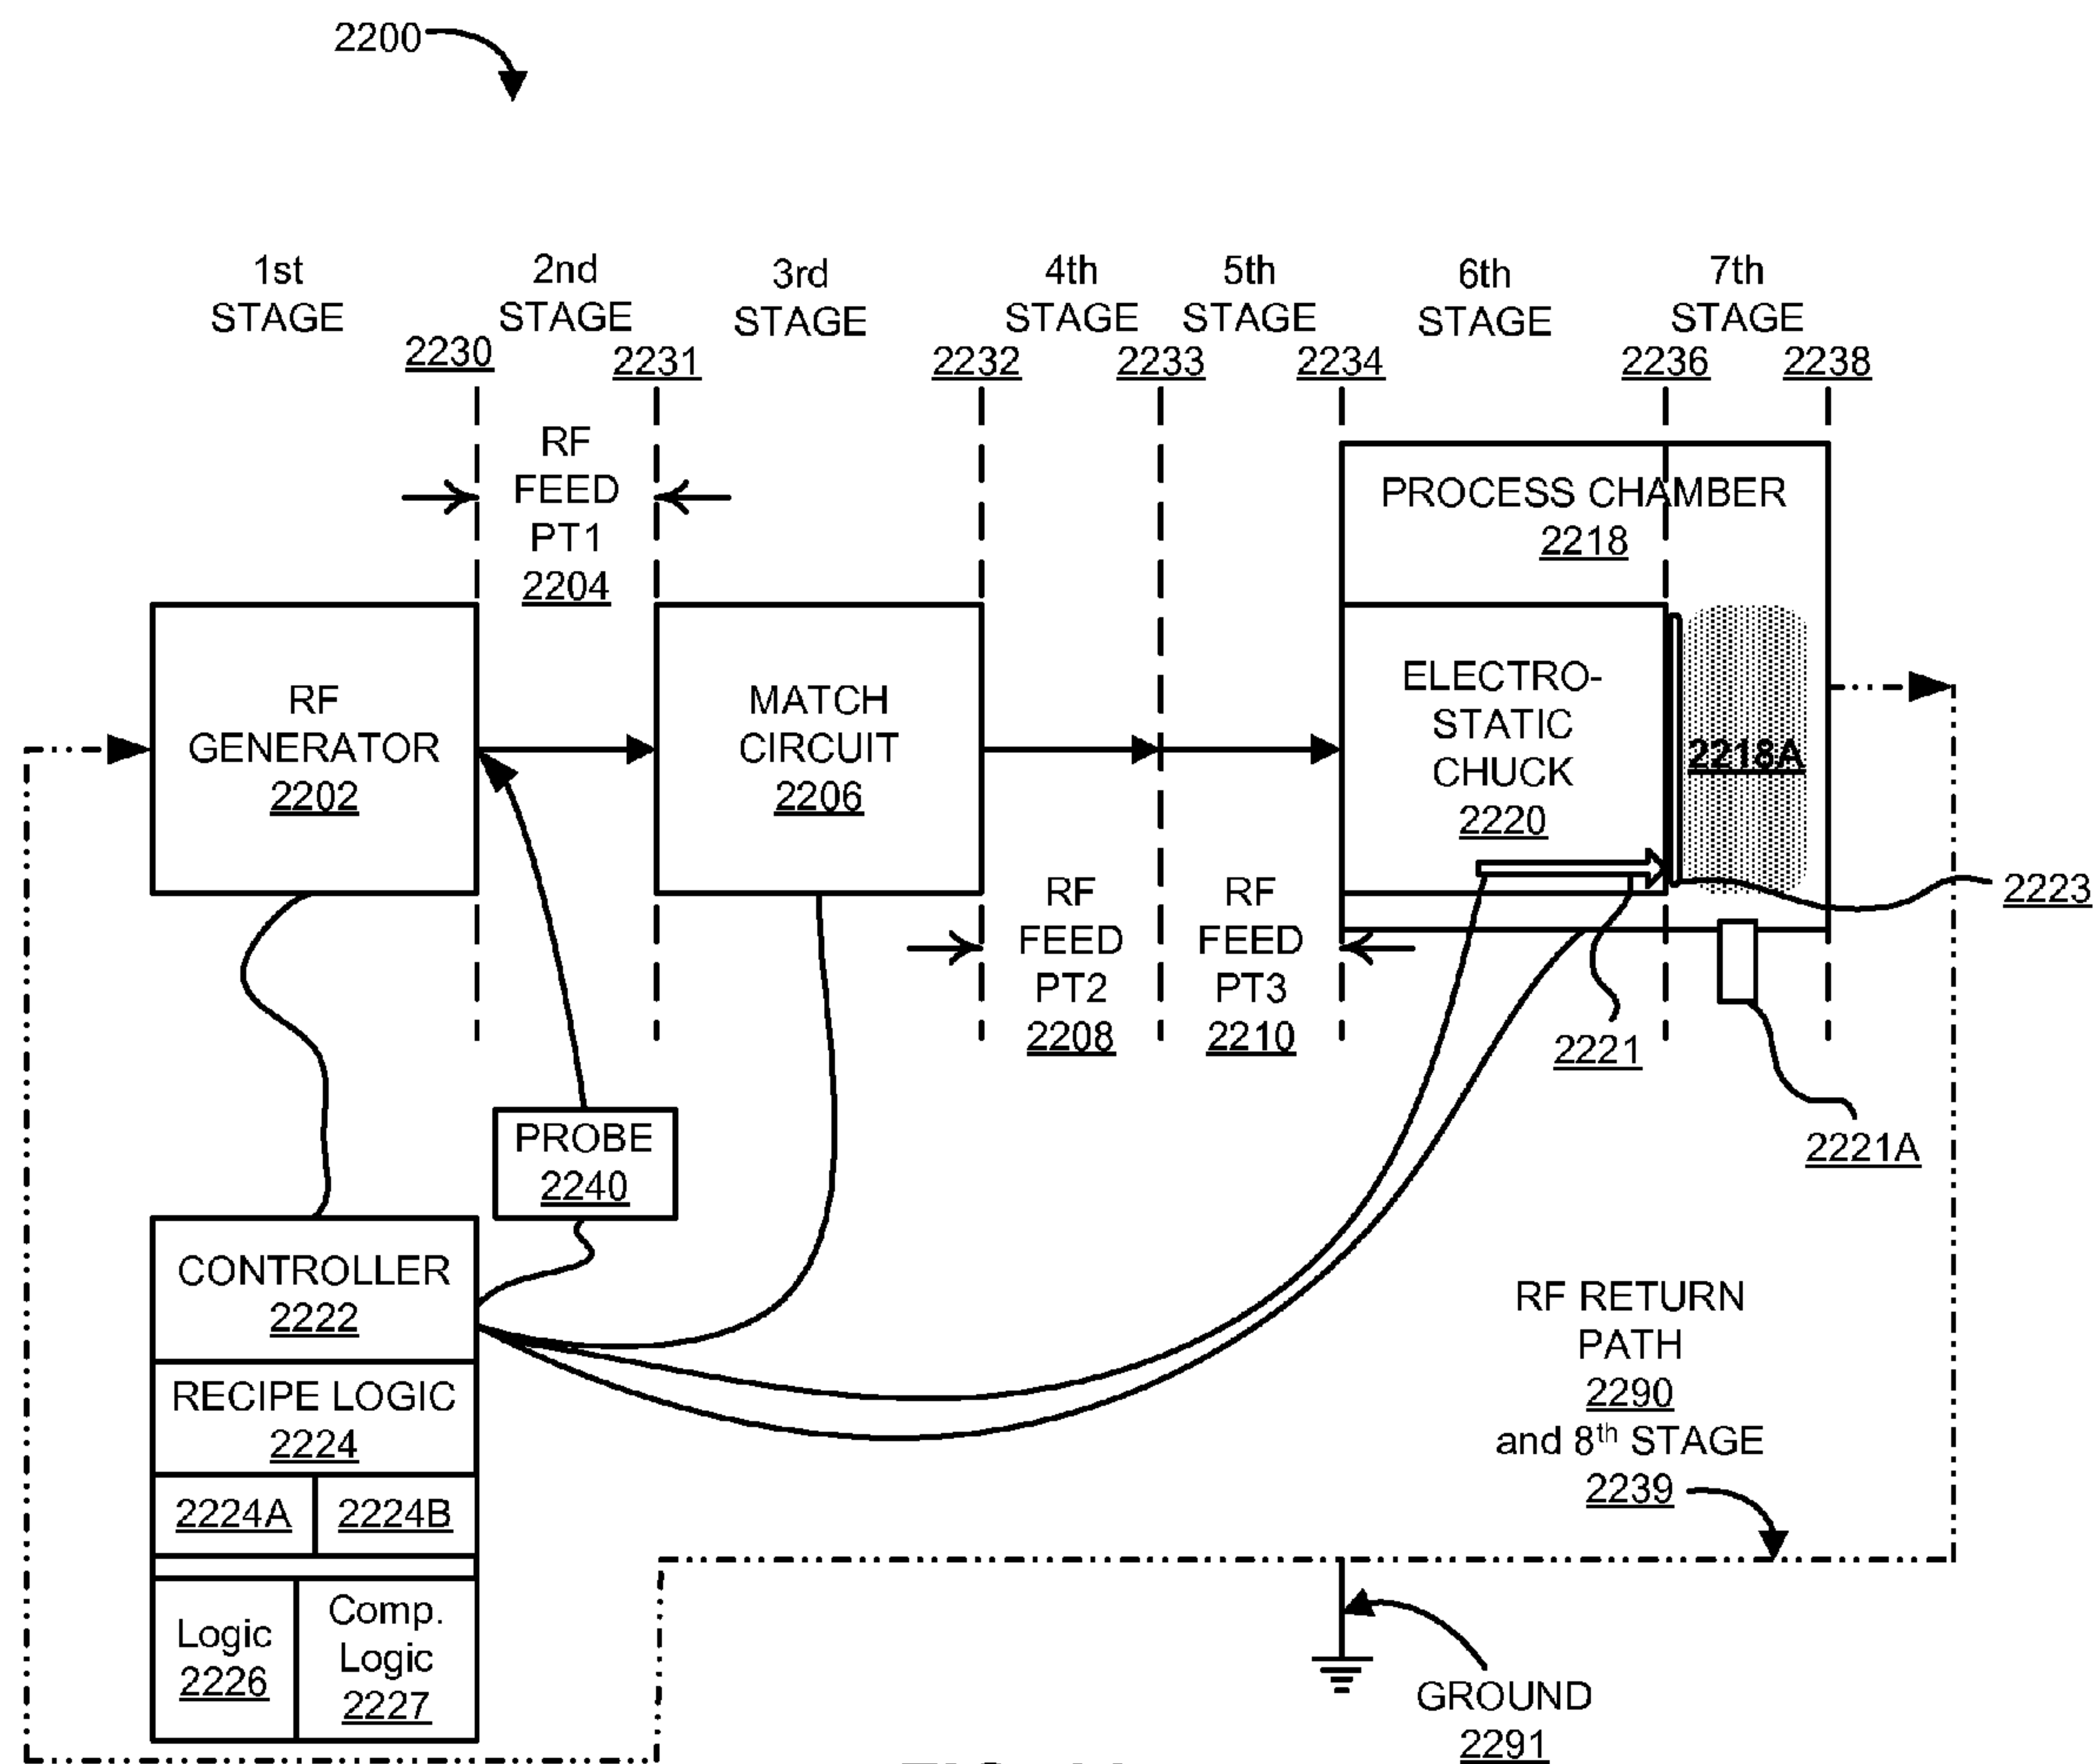 2200
1st
STAGE
2nd
STAGE
3rd
STAGE
4th
STAGE
5th
STAGE
6th
STAGE
7th
STAGE
2230
2231
2232
2233
2234
2236
2238
RF
FEED
PT1
2204
PROCESS CHAMBER
2218
RF
GENERATOR
2202
MATCH
CIRCUIT
2206
ELECTRO-
STATIC
CHUCK
2220
2218A
2223
RF
FEED
PT2
2208
RF
FEED
PT3
2210
2221
2221A
PROBE
2240
CONTROLLER
2222
RECIPE LOGIC
2224
2224A
2224B
Logic
2226
Comp.
Logic
2227
RF RETURN
PATH
2290
and 8th STAGE
2239
GROUND
2291